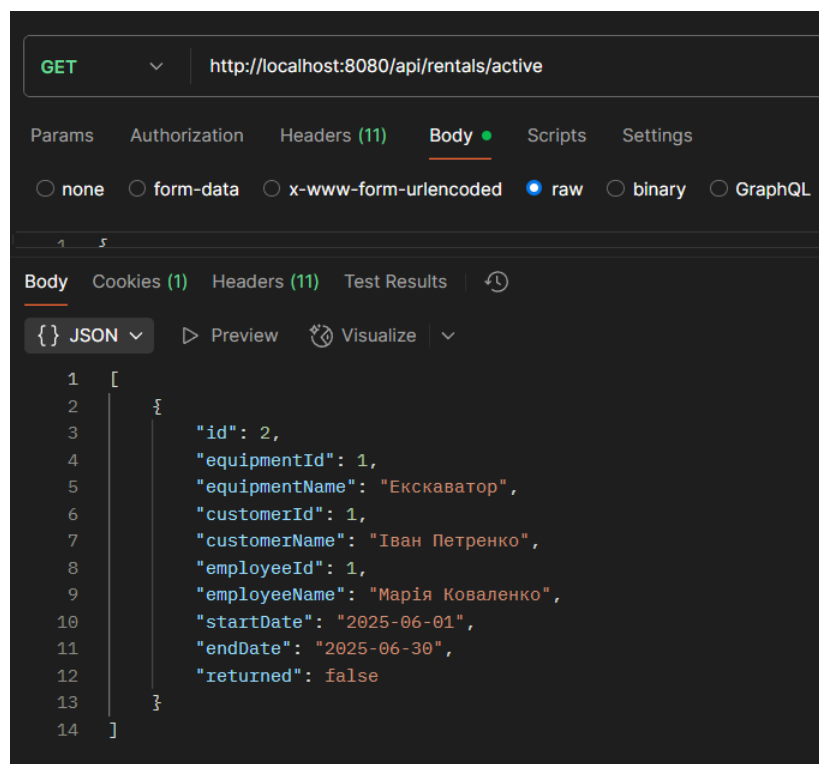 GET http://localhost:8080/api/rentals/active
Params Authorization Headers (11) Body Scripts Settings
none form-data x-www-form-urlencoded raw binary GraphQL
1 {
Body Cookies (1) Headers (11) Test Results
{} JSON Preview Visualize
1 [
2 {
3 "id": 2,
4 "equipmentId": 1,
5 "equipmentName": "Екскаватор",
6 "customerId": 1,
7 "customerName": "Іван Петренко",
8 "employeeId": 1,
9 "employeeName": "Марія Коваленко",
10 "startDate": "2025-06-01",
11 "endDate": "2025-06-30",
12 "returned": false
13 }
14 ]